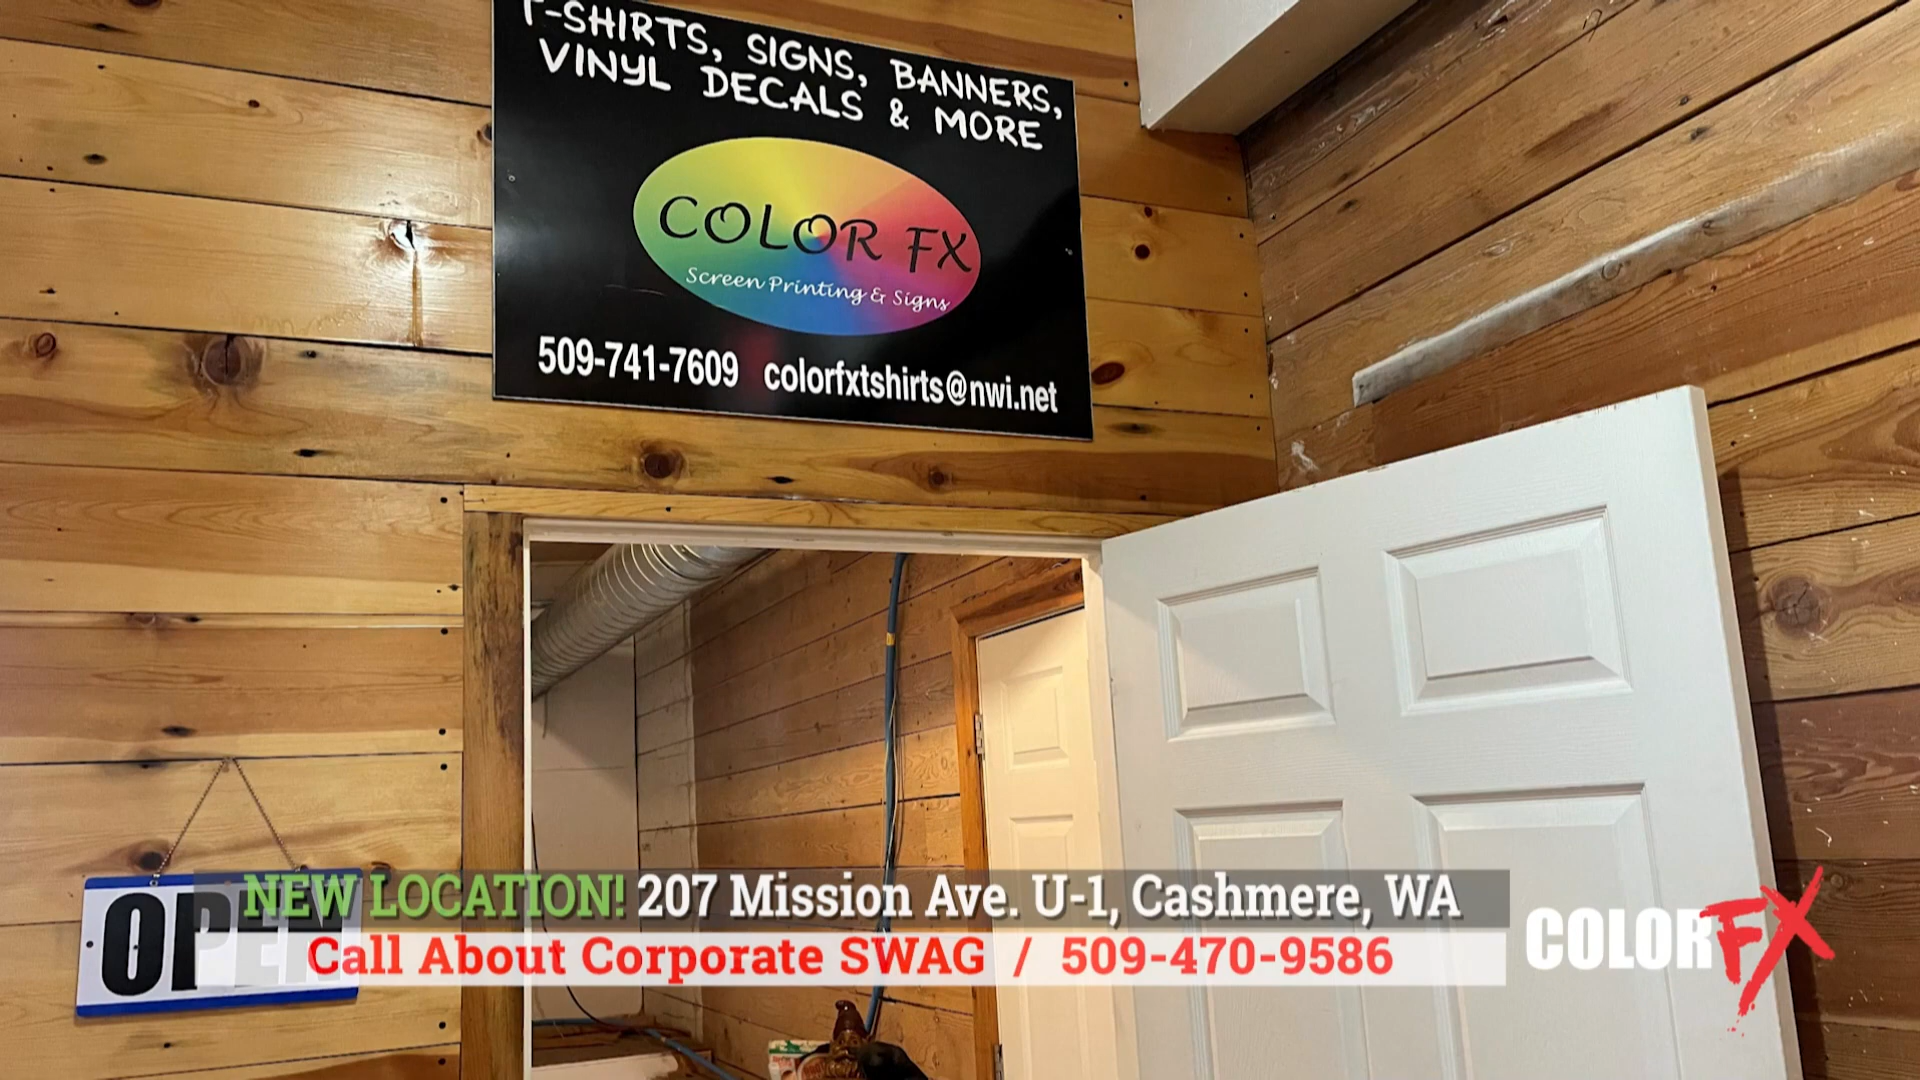 T-SHIRTS, SIGNS, BANNERS,
VINYL DECALS & MORE
COLOR FX
Screen Printing & Signs
509-741-7609 colorfxtshirts@nwi.net
OPEN
NEW LOCATION! 207 Mission Ave. U-1, Cashmere, WA
Call About Corporate SWAG / 509-470-9586
COLOR FX